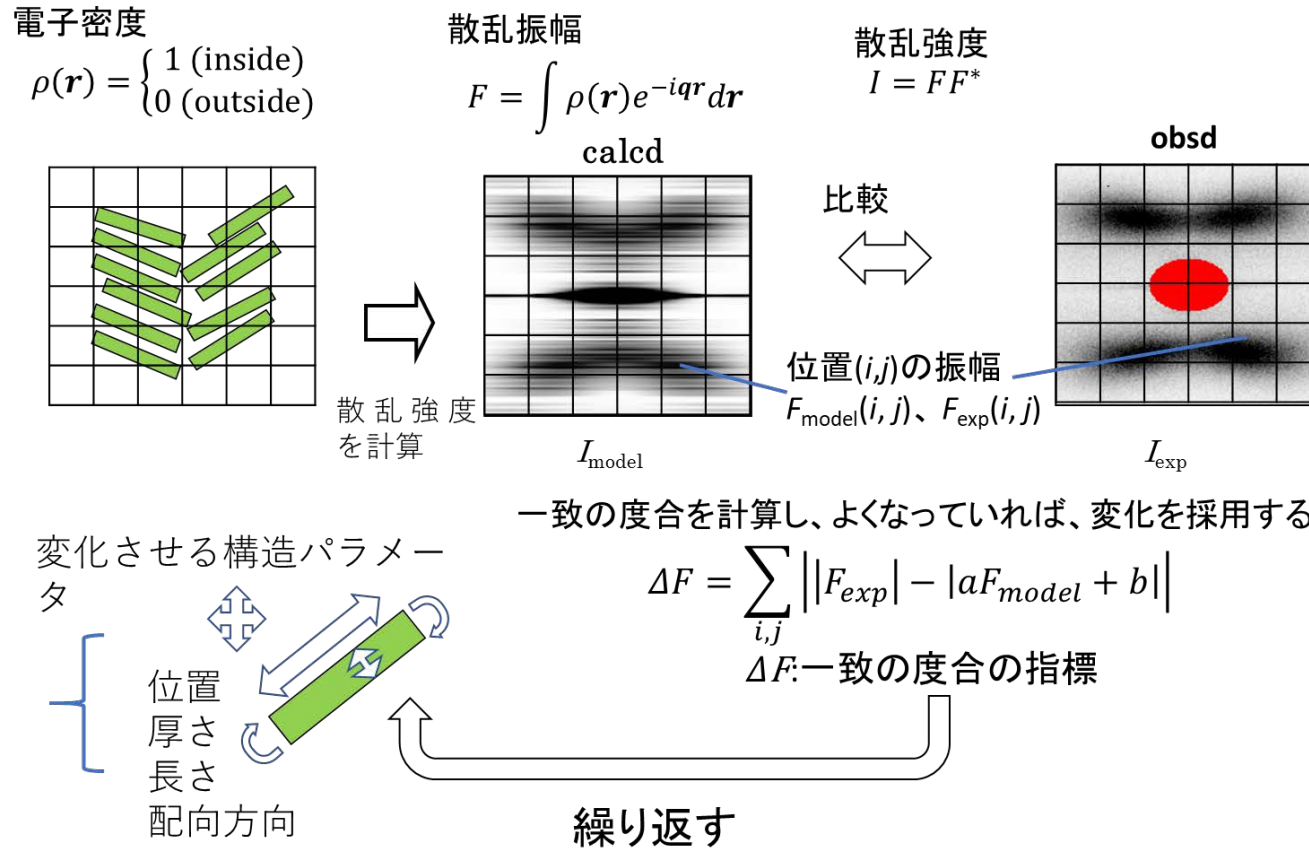 電子密度
ρ(r) = { 1 (inside)
0 (outside)
散乱振幅
F = ∫ ρ(r)e^{-iqr}dr
散乱強度
I = FF*
calcd
obsd
比較
散乱強度
を計算
位置(i,j)の振幅
F_model(i, j)、F_exp(i, j)
I_model
I_exp
一致の度合を計算し、よくなっていれば、変化を採用する
ΔF = ∑_{i,j} ||F_exp| − |aF_model + b||
ΔF:一致の度合の指標
変化させる構造パラメー
タ
位置
厚さ
長さ
配向方向
繰り返す